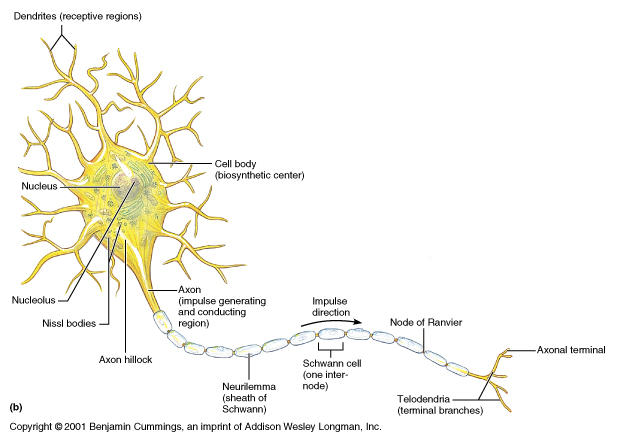 Dendrites (receptive regions)
Cell body
(biosynthetic center)
Nucleus
Nucleolus
Axon
(impulse generating
and conducting
region)
Impulse
direction
Nissl bodies
Node of Ranvier
Axonal terminal
Axon hillock
Schwann cell
(one inter-
node)
Neurilemma
(sheath of
Schwann)
Telodendria
(terminal branches)
(b)
Copyright © 2001 Benjamin Cummings, an imprint of Addison Wesley Longman, Inc.